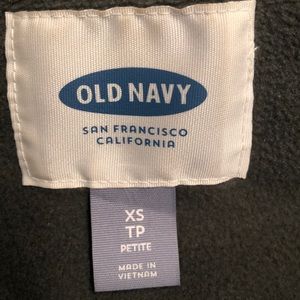 OLD NAVY
SAN FRANCISCO
CALIFORNIA
XS
TP
PETITE
MADE IN
VIETNAM